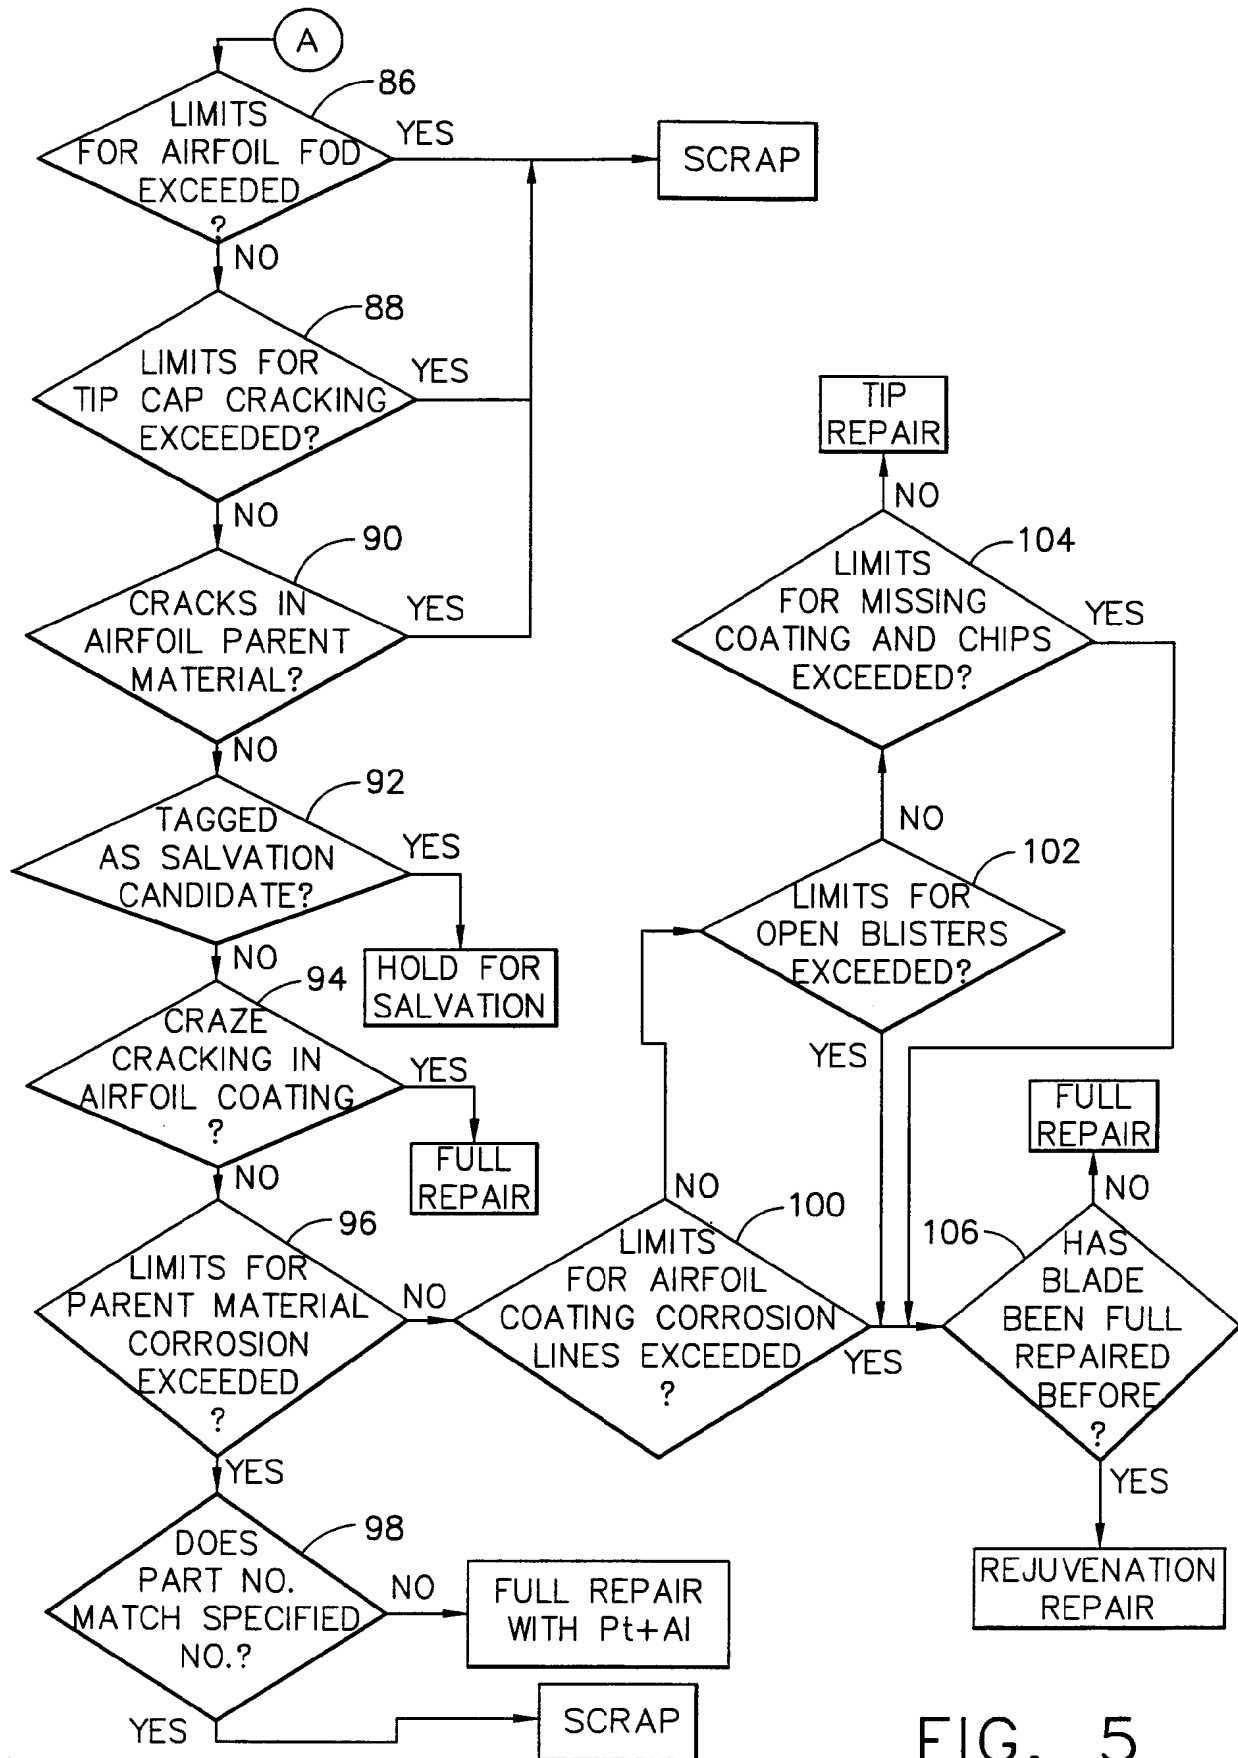 A
86
LIMITS
FOR AIRFOIL FOD
EXCEEDED
?
YES
SCRAP
NO
88
LIMITS FOR
TIP CAP CRACKING
EXCEEDED?
YES
NO
90
CRACKS IN
AIRFOIL PARENT
MATERIAL?
YES
NO
92
TAGGED
AS SALVATION
CANDIDATE?
YES
HOLD FOR
SALVATION
NO
94
CRAZE
CRACKING IN
AIRFOIL COATING
?
YES
FULL
REPAIR
NO
96
LIMITS FOR
PARENT MATERIAL
CORROSION
EXCEEDED
?
NO
YES
98
DOES
PART NO.
MATCH SPECIFIED
NO.?
NO
FULL REPAIR
WITH Pt+Al
YES
SCRAP
100
LIMITS
FOR AIRFOIL
COATING CORROSION
LINES EXCEEDED
?
NO
YES
102
LIMITS FOR
OPEN BLISTERS
EXCEEDED?
NO
YES
104
LIMITS
FOR MISSING
COATING AND CHIPS
EXCEEDED?
NO
YES
TIP
REPAIR
106
HAS
BLADE
BEEN FULL
REPAIRED
BEFORE
?
NO
FULL
REPAIR
YES
REJUVENATION
REPAIR
FIG. 5